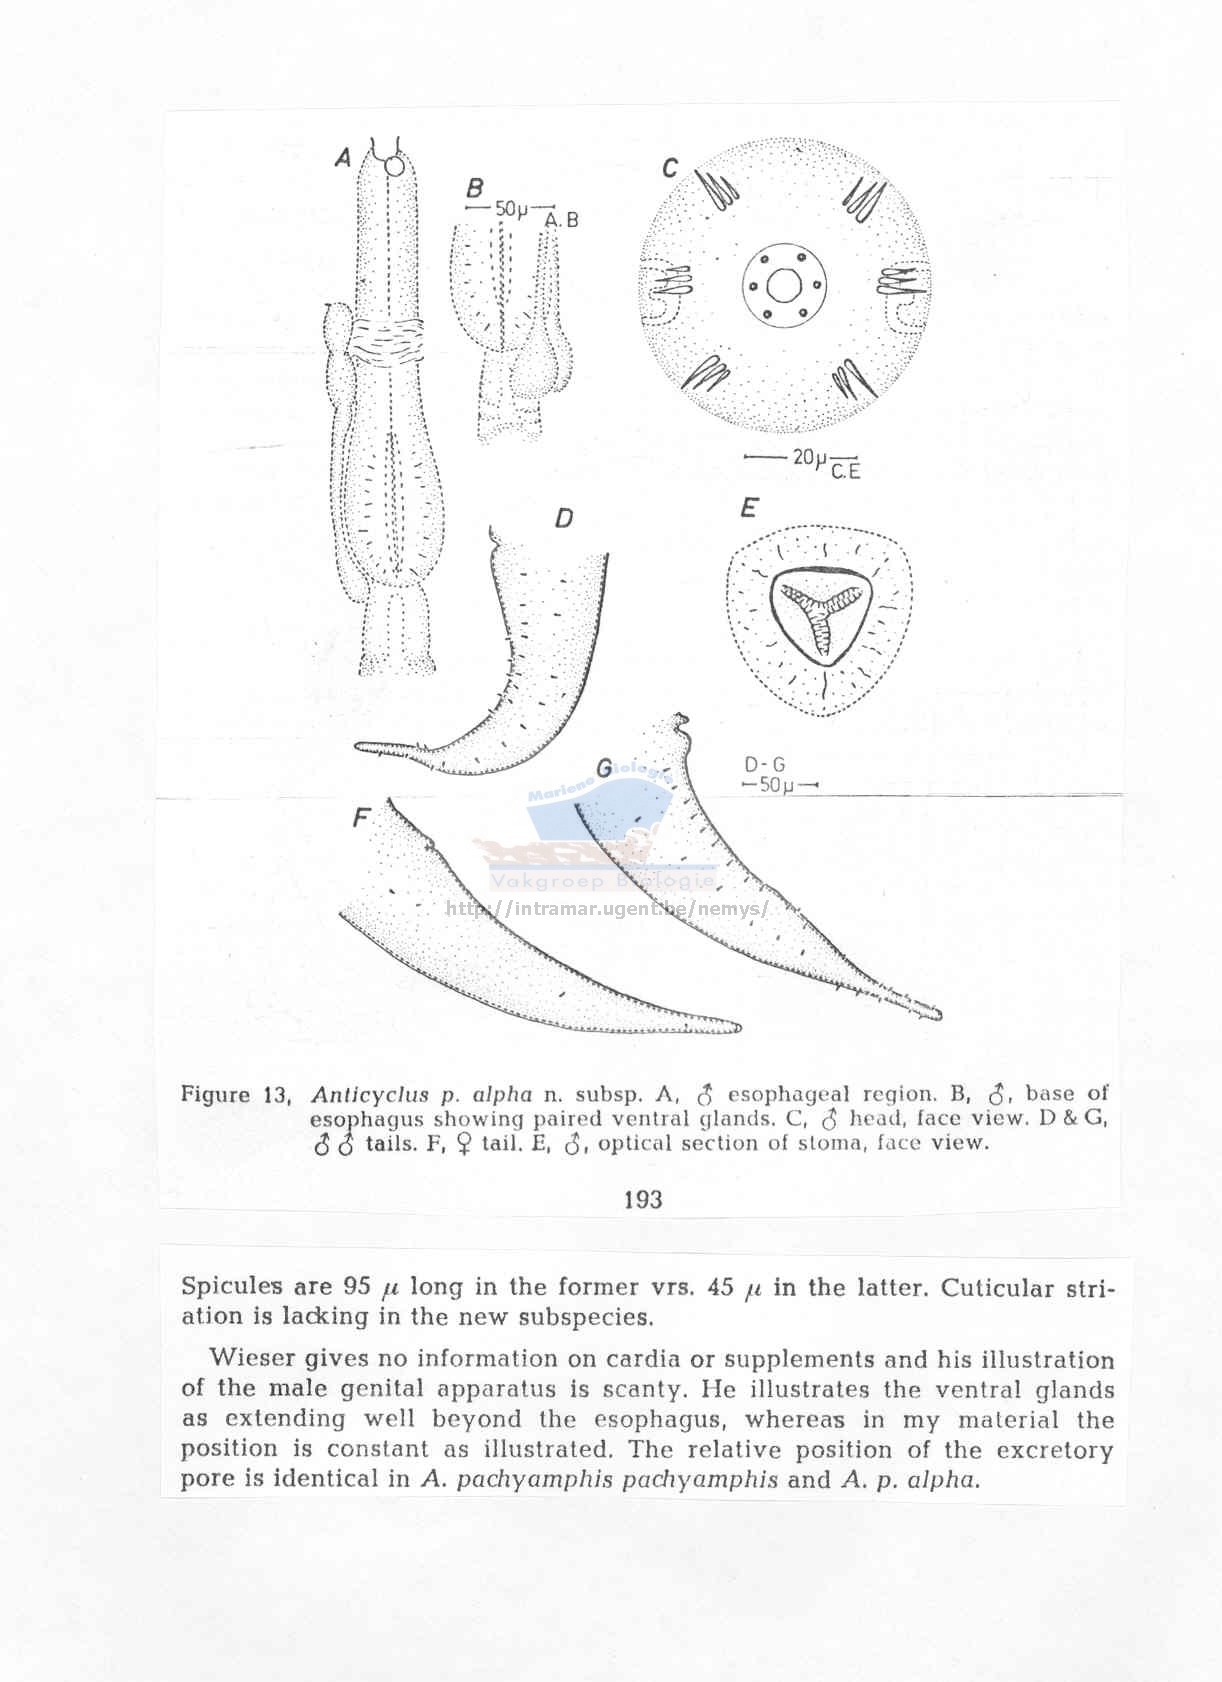 A
B
50µ
A.B
C
20µ
C.E
D
E
G
D-G
50µ
F
Mariene Biologie
Vakgroep Biologie
http://intramar.ugent.be/nemys/
Figure 13, Anticyclus p. alpha n. subsp. A, ♂ esophageal region. B, ♂, base of
esophagus showing paired ventral glands. C, ♂ head, face view. D & G,
♂♂ tails. F, ♀ tail. E, ♂, optical section of stoma, face view.
193
Spicules are 95 µ long in the former vrs. 45 µ in the latter. Cuticular stri-
ation is lacking in the new subspecies.
Wieser gives no information on cardia or supplements and his illustration
of the male genital apparatus is scanty. He illustrates the ventral glands
as extending well beyond the esophagus, whereas in my material the
position is constant as illustrated. The relative position of the excretory
pore is identical in A. pachyamphis pachyamphis and A. p. alpha.